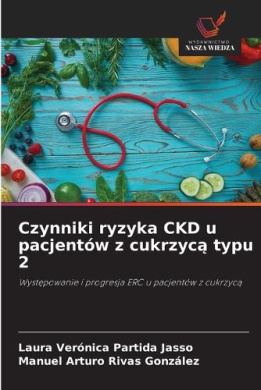 WYDAWNICTWO
NASZA WIEDZA
Czynniki ryzyka CKD u
pacjentów z cukrzycą typu
2
Występowanie i progresja ERC u pacjentów z cukrzycą
Laura Verónica Partida Jasso
Manuel Arturo Rivas González